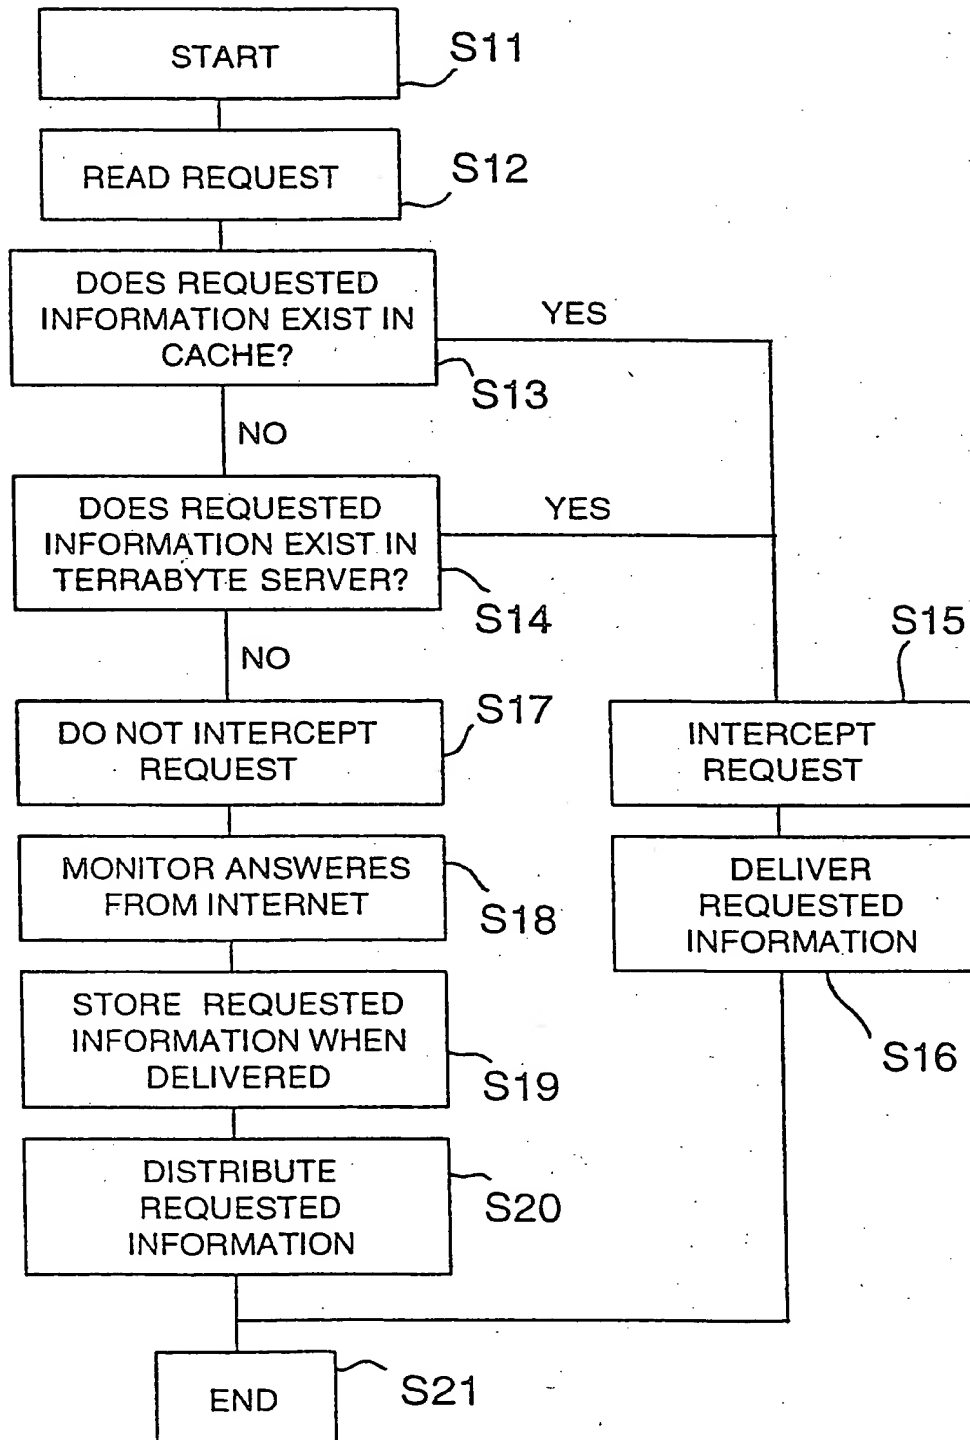 START
S11
READ REQUEST
S12
DOES REQUESTED
INFORMATION EXIST IN
CACHE?
YES
S13
NO
DOES REQUESTED
INFORMATION EXIST IN
TERRABYTE SERVER?
YES
S14
NO
S15
DO NOT INTERCEPT
REQUEST
S17
INTERCEPT
REQUEST
MONITOR ANSWERES
FROM INTERNET
S18
DELIVER
REQUESTED
INFORMATION
S16
STORE REQUESTED
INFORMATION WHEN
DELIVERED
S19
DISTRIBUTE
REQUESTED
INFORMATION
S20
END
S21